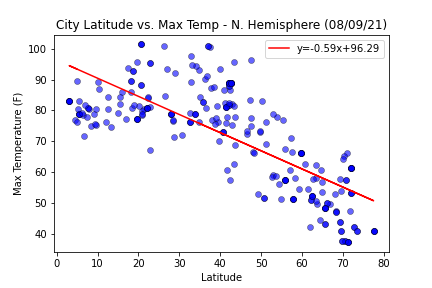 City Latitude vs. Max Temp - N. Hemisphere (08/09/21)
y=-0.59x+96.29
Max Temperature (F)
100
90
80
70
60
50
40
0 10 20 30 40 50 60 70 80
Latitude